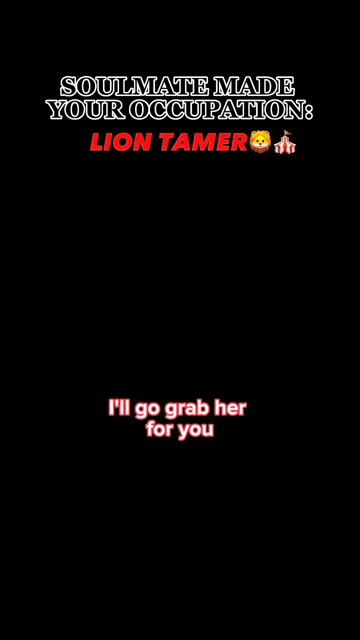 SOULMATE MADE
YOUR OCCUPATION:
LION TAMER🦁🎪
I'll go grab her
for you